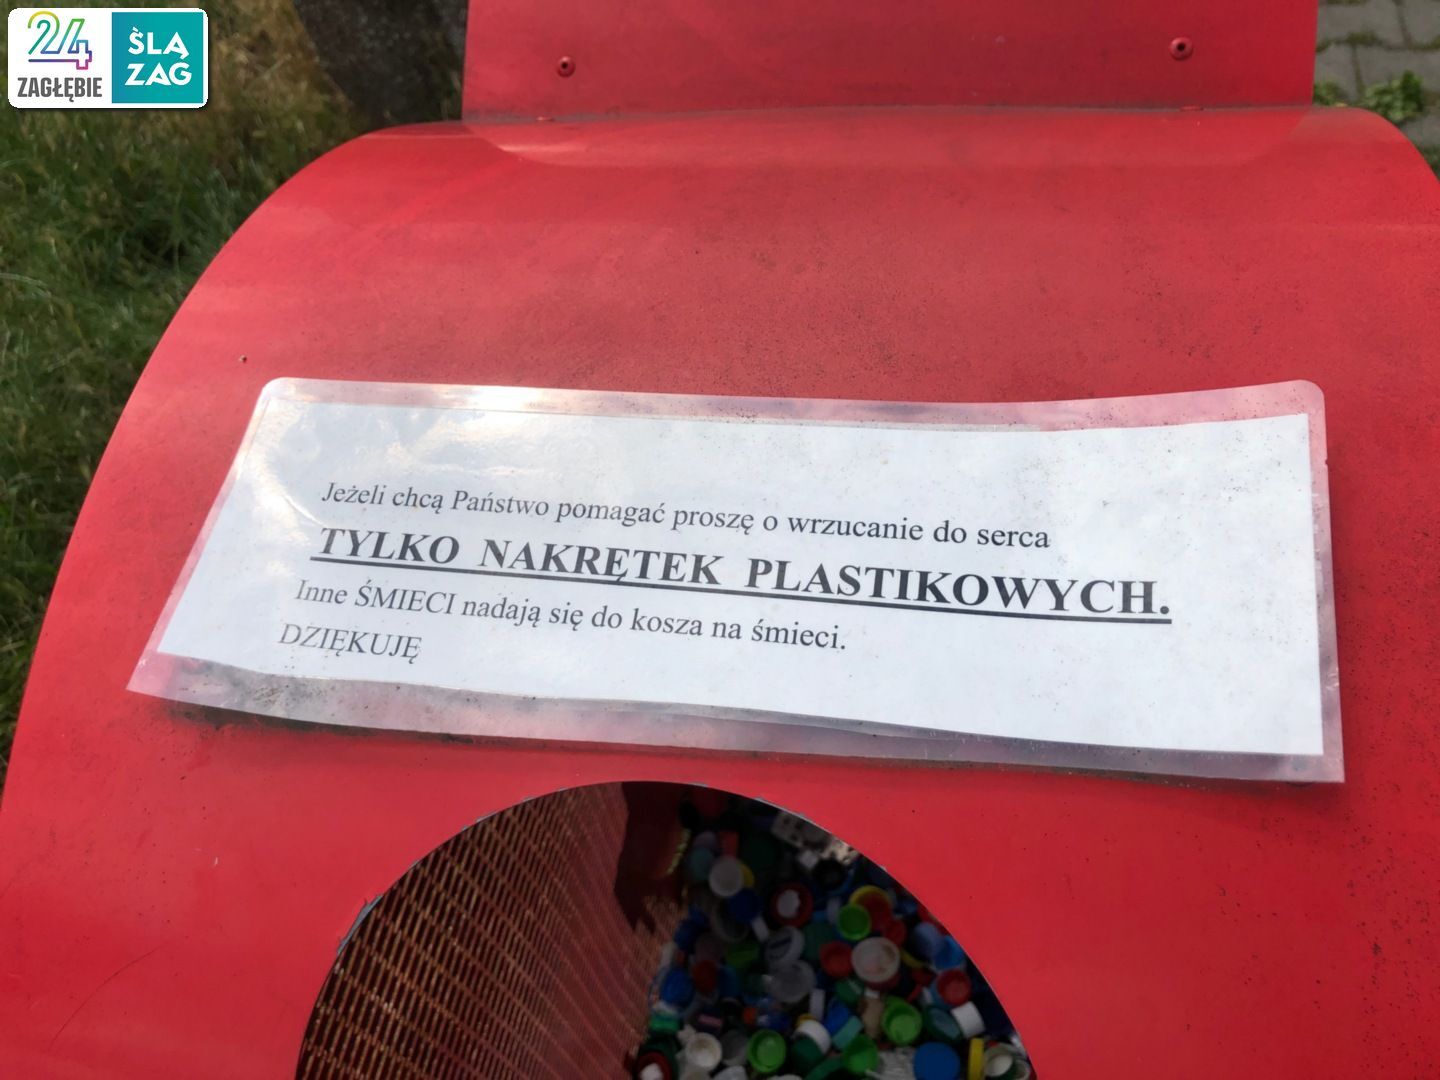 24
ZAGŁĘBIE
ŚLĄ
ZAG
Jeżeli chcą Państwo pomagać proszę o wrzucanie do serca
TYLKO NAKRĘTEK PLASTIKOWYCH.
Inne ŚMIECI nadają się do kosza na śmieci.
DZIĘKUJĘ